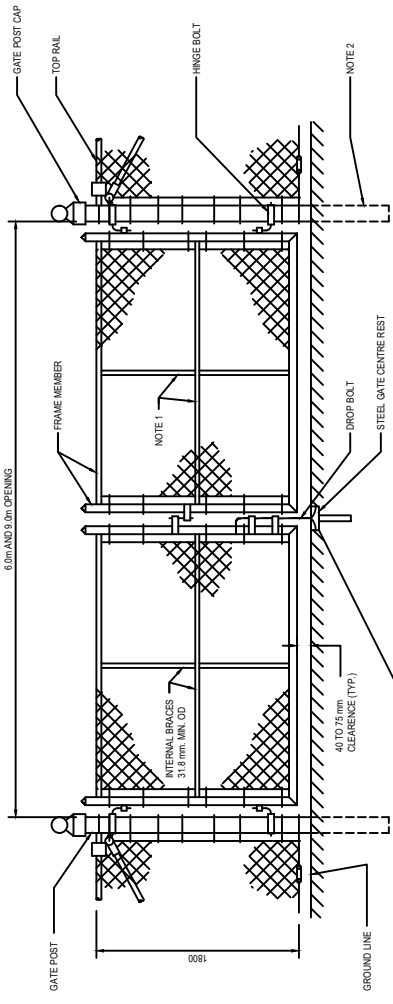 GATE POST CAP
TOP RAIL
HINGE BOLT
NOTE 2
6.0m AND 9.0m OPENING
FRAME MEMBER
NOTE 1
DROP BOLT
STEEL GATE CENTRE REST
INTERNAL BRACES
31.8 mm. MIN. OD
40 TO 75 mm
CLEARENCE (TYP.)
GATE POST
1800
GROUND LINE